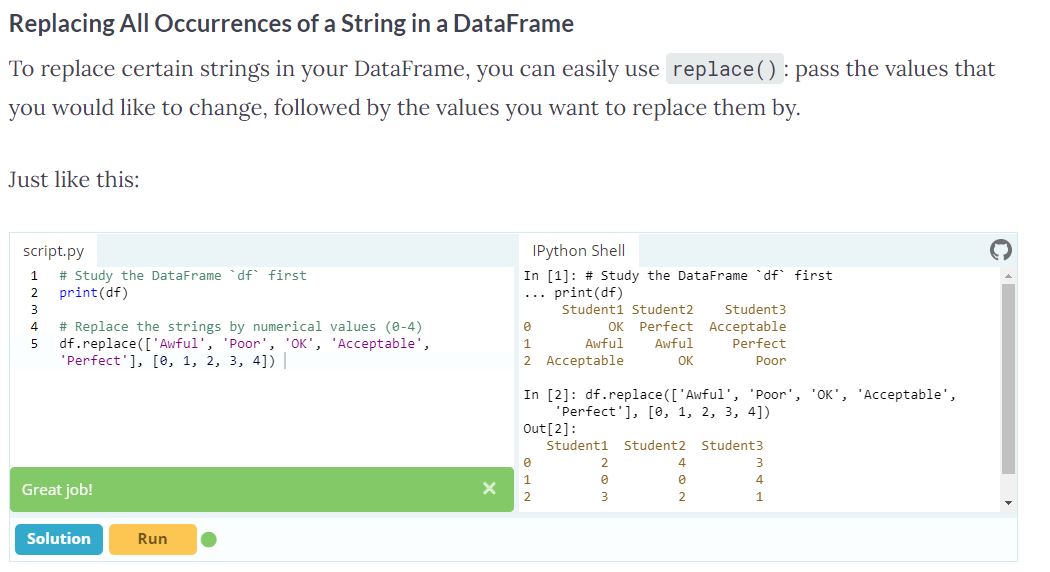 Replacing All Occurrences of a String in a DataFrame
To replace certain strings in your DataFrame, you can easily use replace(): pass the values that
you would like to change, followed by the values you want to replace them by.
Just like this:
script.py
1 # Study the DataFrame `df` first
2 print(df)
3
4 # Replace the strings by numerical values (0-4)
5 df.replace(['Awful', 'Poor', 'OK', 'Acceptable',
'Perfect'], [0, 1, 2, 3, 4])
Great job! ×
Solution Run
IPython Shell
In [1]: # Study the DataFrame `df` first
... print(df)
Student1 Student2 Student3
0 OK Perfect Acceptable
1 Awful Awful Perfect
2 Acceptable OK Poor
In [2]: df.replace(['Awful', 'Poor', 'OK', 'Acceptable',
'Perfect'], [0, 1, 2, 3, 4])
Out[2]:
Student1 Student2 Student3
0 2 4 3
1 0 0 4
2 3 2 1